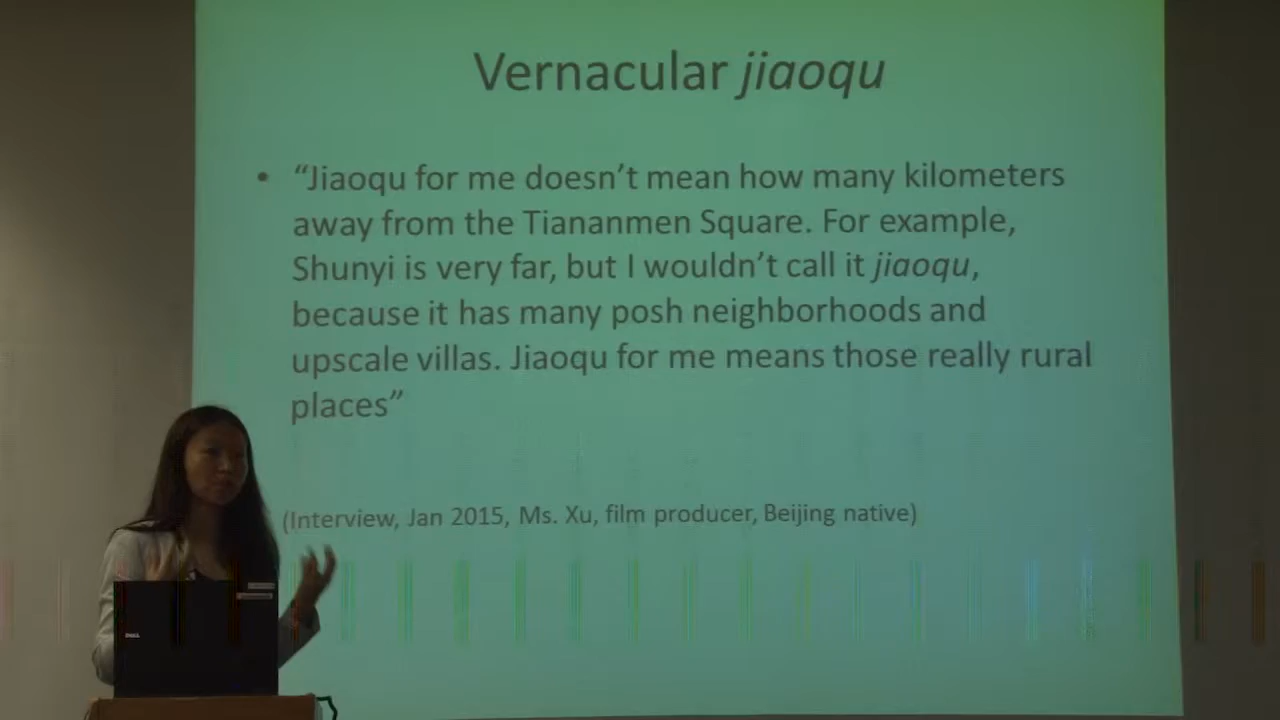 Vernacular jiaoqu
• “Jiaoqu for me doesn’t mean how many kilometers
away from the Tiananmen Square. For example,
Shunyi is very far, but I wouldn’t call it jiaoqu,
because it has many posh neighborhoods and
upscale villas. Jiaoqu for me means those really rural
places”
(Interview, Jan 2015, Ms. Xu, film producer, Beijing native)
DELL